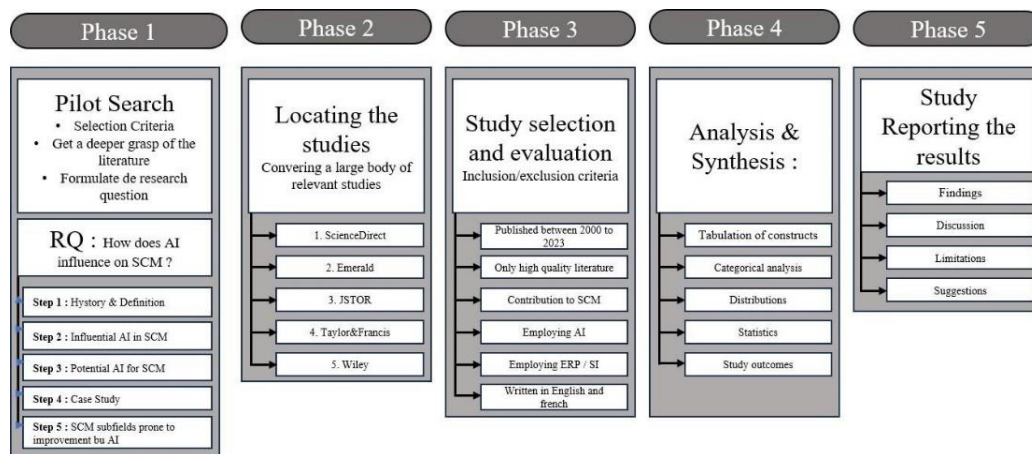 Phase 1
Pilot Search
• Selection Criteria
• Get a deeper grasp of the
literature
• Formulate de research
question
RQ : How does AI
influence on SCM ?
Step 1 : Hystory & Definition
Step 2 : Influential AI in SCM
Step 3 : Potential AI for SCM
Step 4 : Case Study
Step 5 : SCM subfields prone to
improvement bu AI
Phase 2
Locating the
studies
Convering a large body of
relevant studies
1. ScienceDirect
2. Emerald
3. JSTOR
4. Taylor&Francis
5. Wiley
Phase 3
Study selection
and evaluation
Inclusion/exclusion criteria
Published between 2000 to
2023
Only high quality literature
Contribution to SCM
Employing AI
Employing ERP / SI
Written in English and
french
Phase 4
Analysis &
Synthesis :
Tabulation of constructs
Categorical analysis
Distributions
Statistics
Study outcomes
Phase 5
Study
Reporting the
results
Findings
Discussion
Limitations
Suggestions